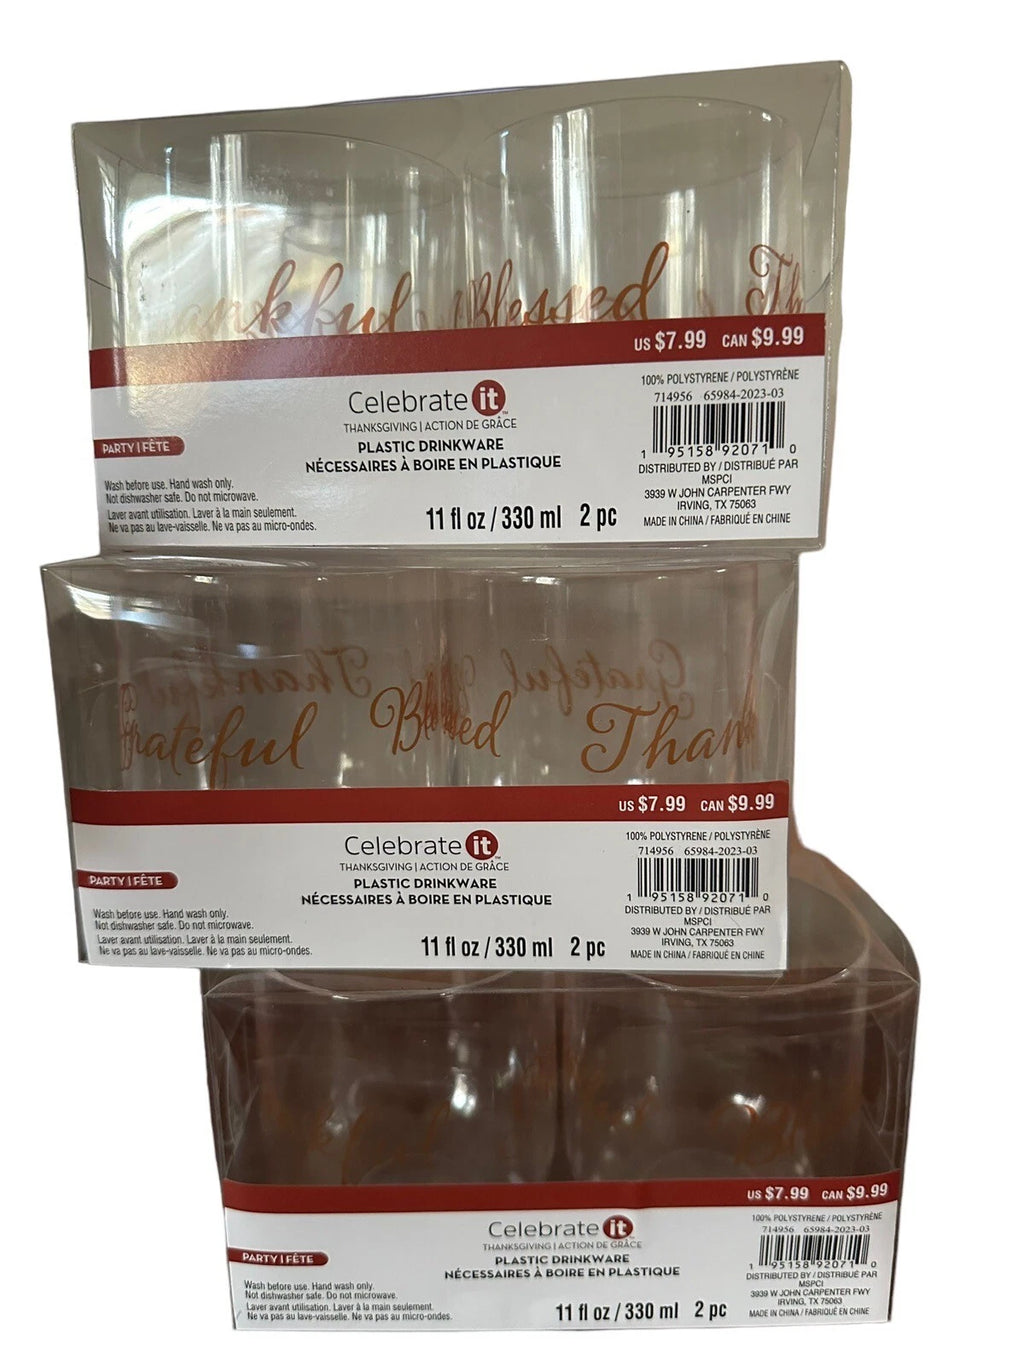 ankful Blessed Th
US $7.99 CAN $9.99
Celebrate it™
THANKSGIVING | ACTION DE GRÂCE
PARTY | FÊTE
PLASTIC DRINKWARE
NÉCESSAIRES À BOIRE EN PLASTIQUE
Wash before use. Hand wash only.
Not dishwasher safe. Do not microwave.
Laver avant utilisation. Laver à la main seulement.
Ne va pas au lave-vaisselle. Ne va pas au micro-ondes.
11 fl oz / 330 ml 2 pc
100% POLYSTYRENE / POLYSTYRÈNE
714956 65984-2023-03
1 95158 92071 0
DISTRIBUTED BY / DISTRIBUÉ PAR
MSPCI
3939 W JOHN CARPENTER FWY
IRVING, TX 75063
MADE IN CHINA / FABRIQUÉ EN CHINE
Thankful Grateful
Grateful Blessed Thank
US $7.99 CAN $9.99
Celebrate it™
THANKSGIVING | ACTION DE GRÂCE
PARTY | FÊTE
PLASTIC DRINKWARE
NÉCESSAIRES À BOIRE EN PLASTIQUE
Wash before use. Hand wash only.
Not dishwasher safe. Do not microwave.
Laver avant utilisation. Laver à la main seulement.
Ne va pas au lave-vaisselle. Ne va pas au micro-ondes.
11 fl oz / 330 ml 2 pc
100% POLYSTYRENE / POLYSTYRÈNE
714956 65984-2023-03
1 95158 92071 0
DISTRIBUTED BY / DISTRIBUÉ PAR
MSPCI
3939 W JOHN CARPENTER FWY
IRVING, TX 75063
MADE IN CHINA / FABRIQUÉ EN CHINE
US $7.99 CAN $9.99
Celebrate it™
THANKSGIVING | ACTION DE GRÂCE
PARTY | FÊTE
PLASTIC DRINKWARE
NÉCESSAIRES À BOIRE EN PLASTIQUE
Wash before use. Hand wash only.
Not dishwasher safe. Do not microwave.
Laver avant utilisation. Laver à la main seulement.
Ne va pas au lave-vaisselle. Ne va pas au micro-ondes.
11 fl oz / 330 ml 2 pc
100% POLYSTYRENE / POLYSTYRÈNE
714956 65984-2023-03
1 95158 92071 0
DISTRIBUTED BY / DISTRIBUÉ PAR
MSPCI
3939 W JOHN CARPENTER FWY
IRVING, TX 75063
MADE IN CHINA / FABRIQUÉ EN CHINE